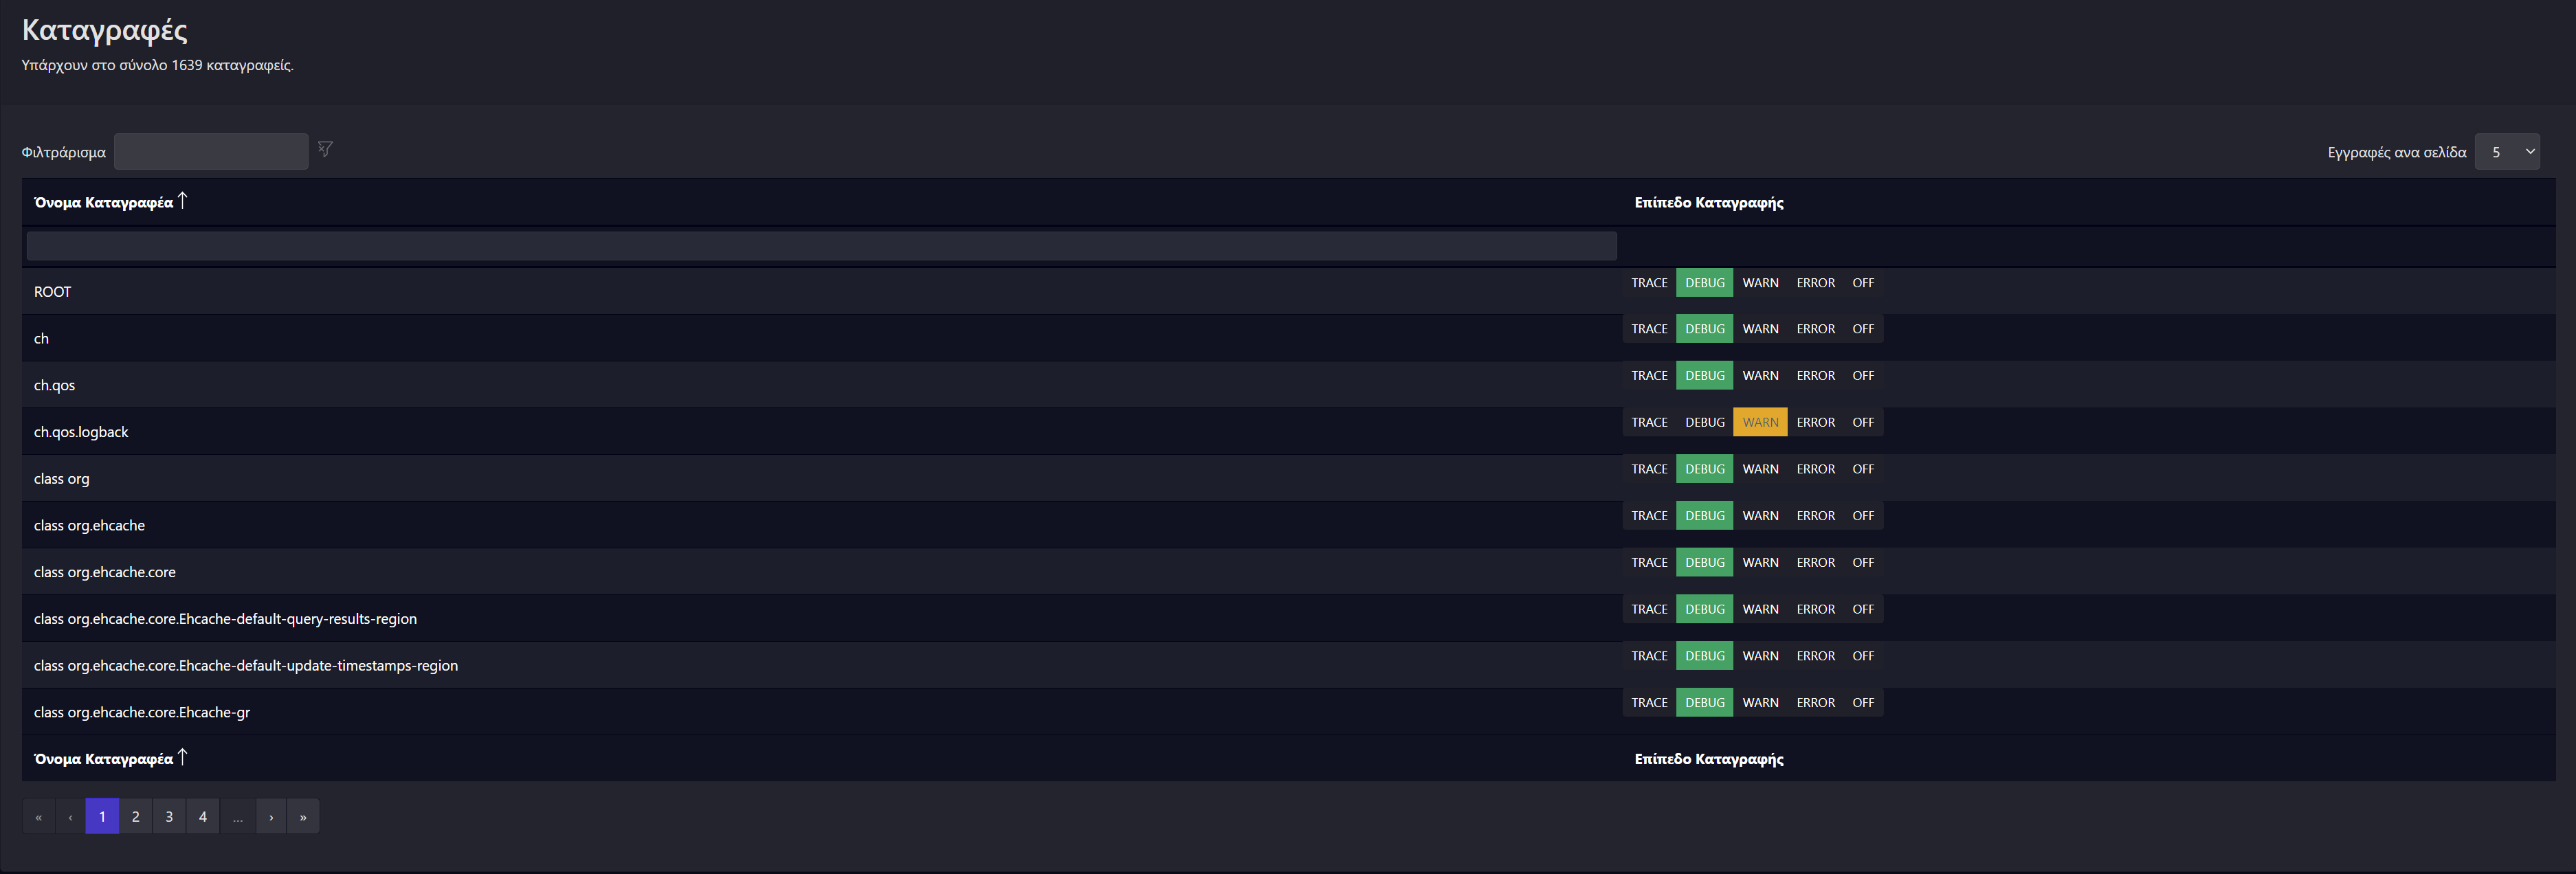 Καταγραφές
Υπάρχουν στο σύνολο 1639 καταγραφείς.
Φιλτράρισμα Εγγραφές ανα σελίδα 5
Όνομα Καταγραφέα Επίπεδο Καταγραφής
ROOT TRACE DEBUG WARN ERROR OFF
ch TRACE DEBUG WARN ERROR OFF
ch.qos TRACE DEBUG WARN ERROR OFF
ch.qos.logback TRACE DEBUG WARN ERROR OFF
class org TRACE DEBUG WARN ERROR OFF
class org.ehcache TRACE DEBUG WARN ERROR OFF
class org.ehcache.core TRACE DEBUG WARN ERROR OFF
class org.ehcache.core.Ehcache-default-query-results-region TRACE DEBUG WARN ERROR OFF
class org.ehcache.core.Ehcache-default-update-timestamps-region TRACE DEBUG WARN ERROR OFF
class org.ehcache.core.Ehcache-gr TRACE DEBUG WARN ERROR OFF
Όνομα Καταγραφέα Επίπεδο Καταγραφής
« ‹ 1 2 3 4 ... › »